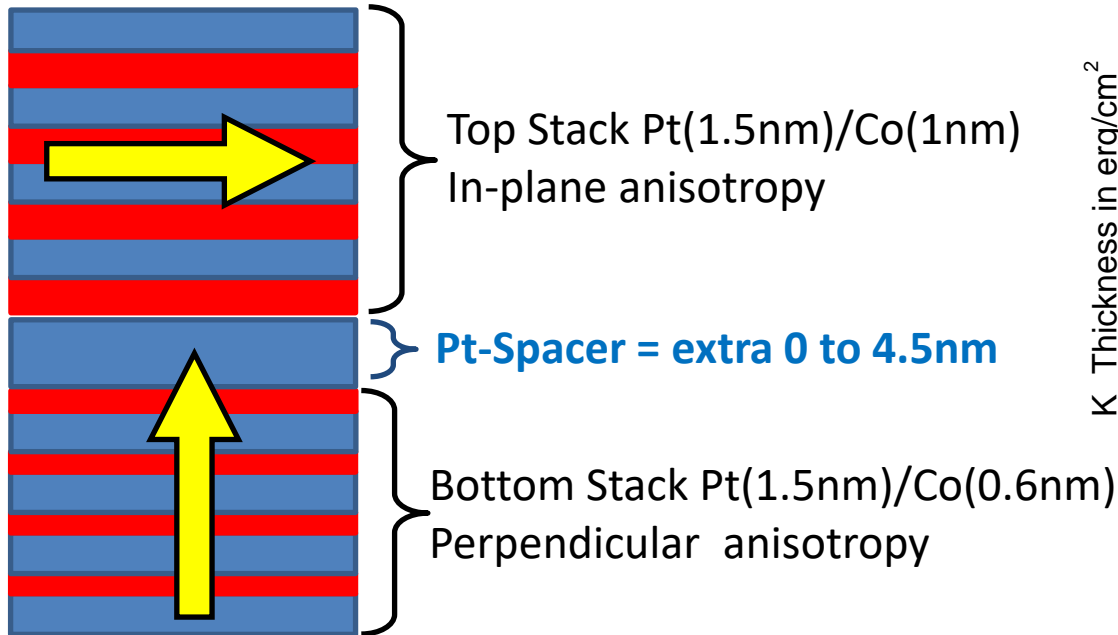 Top Stack Pt(1.5nm)/Co(1nm)
In-plane anisotropy
Pt-Spacer = extra 0 to 4.5nm
Bottom Stack Pt(1.5nm)/Co(0.6nm)
Perpendicular anisotropy
K Thickness in erg/cm²